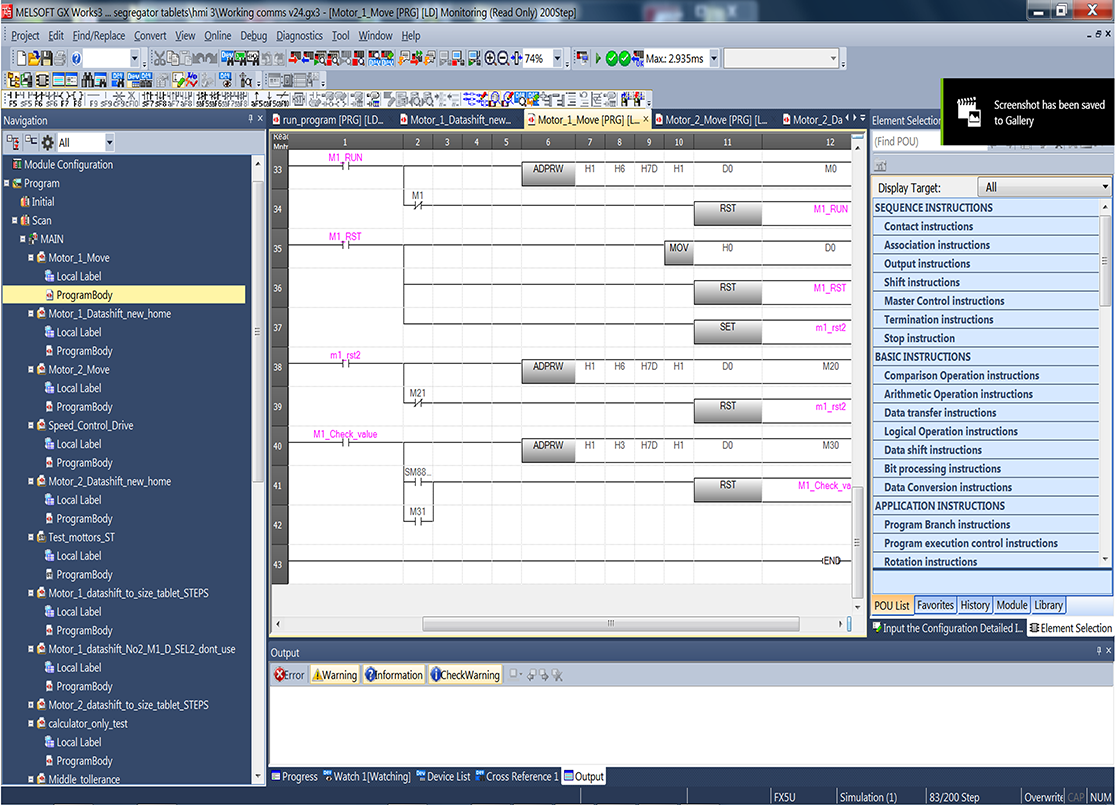 MELSOFT GX Works3 ... segregator tablets\hmi 3\Working comms v24.gx3 - [Motor_1_Move [PRG] [LD] Monitoring (Read Only) 200Step]
Project Edit Find/Replace Convert View Online Debug Diagnostics Tool Window Help
74% Max: 2.935ms
All
Screenshot has been saved
to Gallery
Navigation
All
Module Configuration
Program
Initial
Scan
MAIN
Motor_1_Move
Local Label
ProgramBody
Motor_1_Datashift_new_home
Local Label
ProgramBody
Motor_2_Move
Local Label
ProgramBody
Speed_Control_Drive
Local Label
ProgramBody
Motor_2_Datashift_new_home
Local Label
ProgramBody
Test_mottors_ST
Local Label
ProgramBody
Motor_1_datashift_to_size_tablet_STEPS
Local Label
ProgramBody
Motor_1_datashift_No2_M1_D_SEL2_dont_use
Local Label
ProgramBody
Motor_2_datashift_to_size_tablet_STEPS
calculator_only_test
Local Label
ProgramBody
Middle_tollerence
run_program [PRG] [LD... Motor_1_Datashift_new... Motor_1_Move [PRG] [L... Motor_2_Move [PRG] [L... Motor_2_Da
1 2 3 4 5 6 7 8 9 10 11 12
33 M1_RUN ADPRW H1 H6 H7D H1 D0 M0
34 M1 RST M1_RUN
35 M1_RST MOV H0 D0
36 RST M1_RST
37 SET m1_rst2
38 m1_rst2 ADPRW H1 H6 H7D H1 D0 M20
39 M21 RST m1_rst2
40 M1_Check_value ADPRW H1 H3 H7D H1 D0 M30
41 SM88... RST M1_Check_va
42 M31
43 END
Element Selection
(Find POU)
Display Target: All
SEQUENCE INSTRUCTIONS
Contact instructions
Association instructions
Output instructions
Shift instructions
Master Control instructions
Termination instructions
Stop instruction
BASIC INSTRUCTIONS
Comparison Operation instructions
Arithmetic Operation instructions
Data transfer instructions
Logical Operation instructions
Data shift instructions
Bit processing instructions
Data Conversion instructions
APPLICATION INSTRUCTIONS
Program Branch instructions
Program execution control instructions
Rotation instructions
POU List Favorites History Module Library
Input the Configuration Detailed I... Element Selection
Output
Error Warning Information CheckWarning
Progress Watch 1[Watching] Device List Cross Reference 1 Output
FX5U Simulation (1) 83/200 Step Overwrite CAP NUM